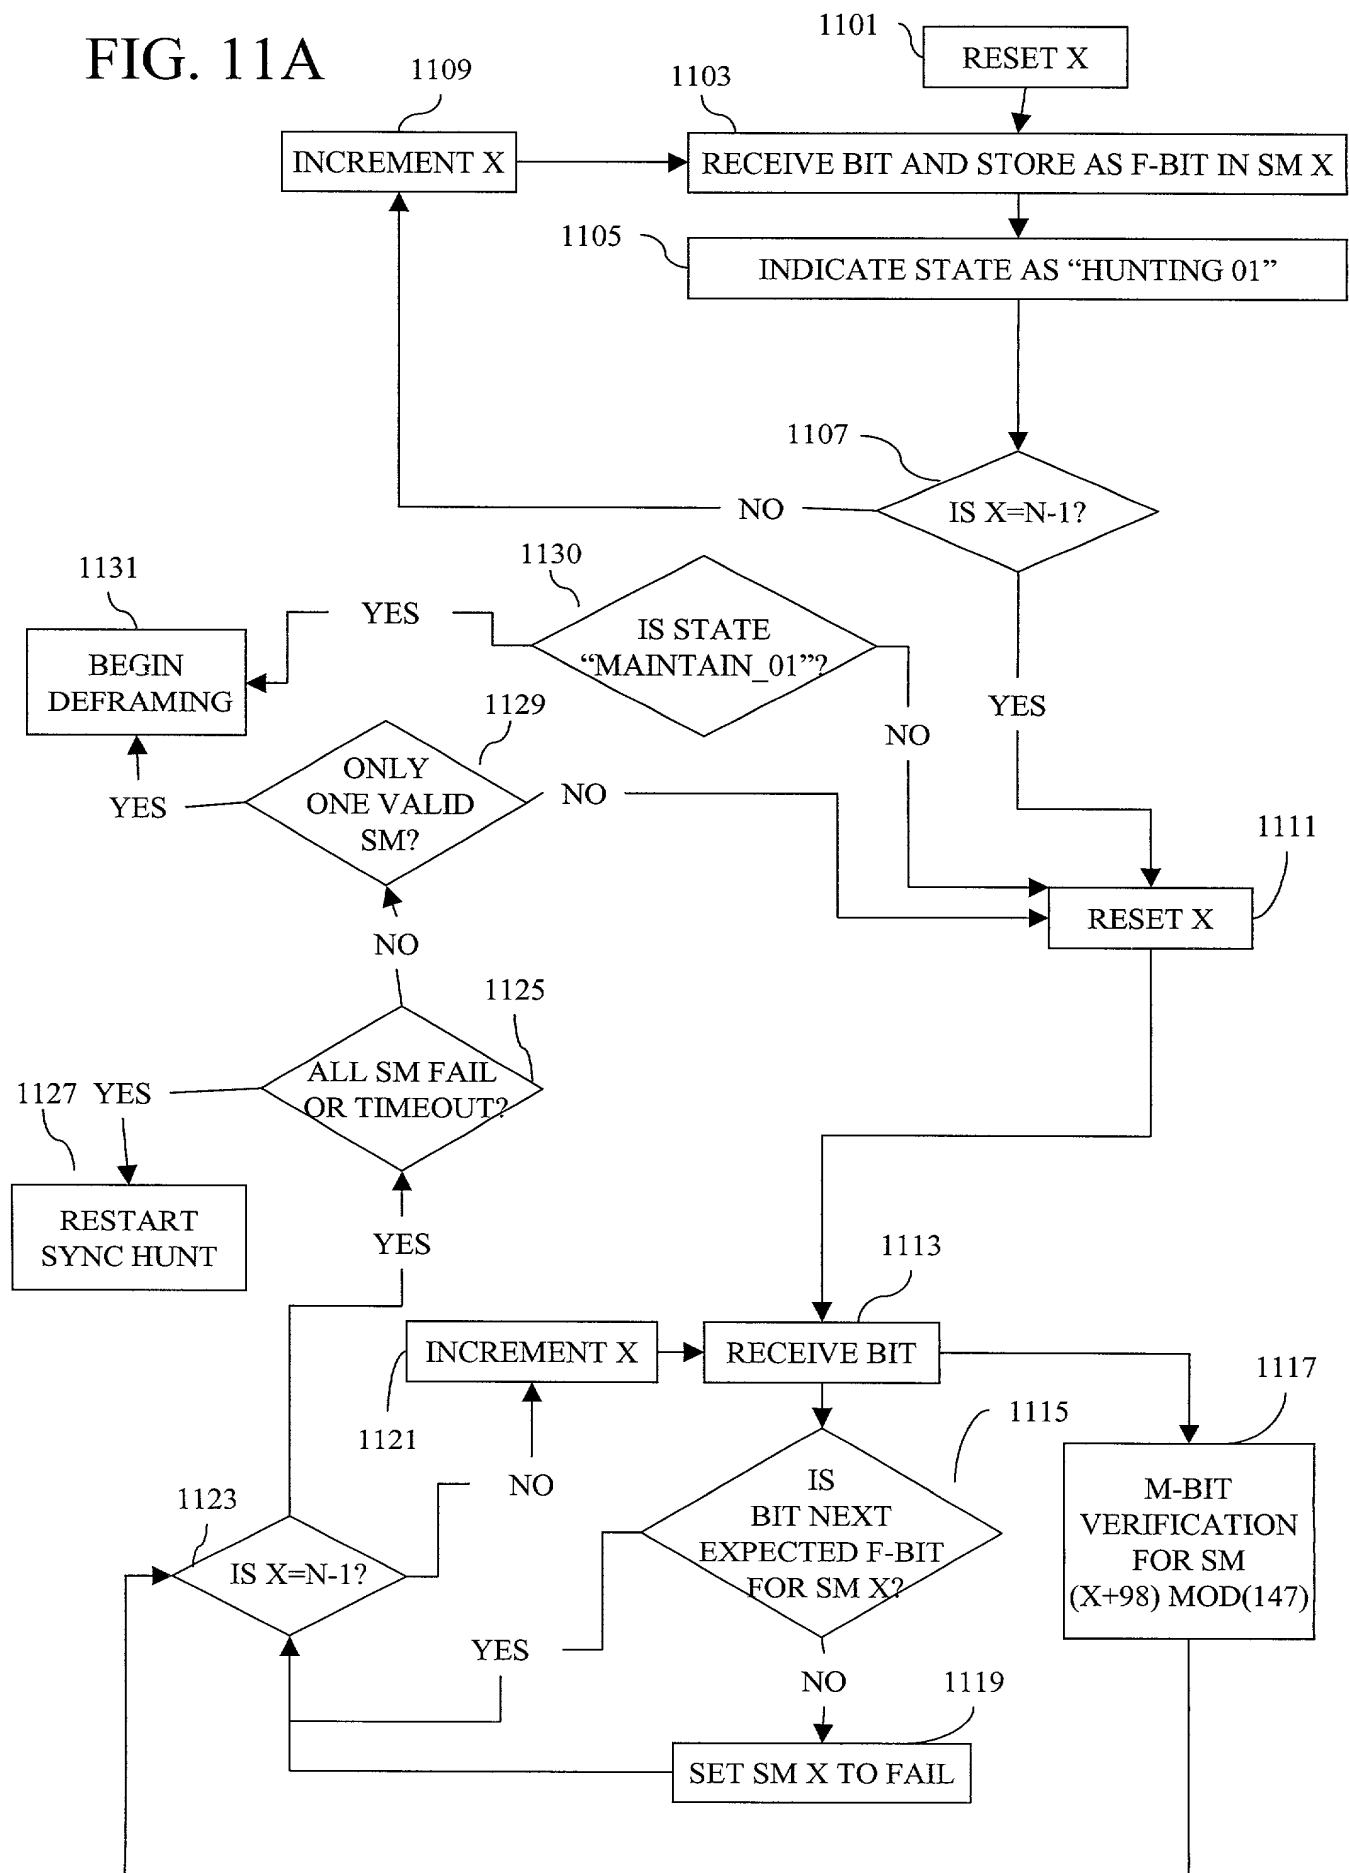 FIG. 11A
1101
RESET X
1109
INCREMENT X
1103
RECEIVE BIT AND STORE AS F-BIT IN SM X
1105
INDICATE STATE AS “HUNTING 01”
1107
IS X=N-1?
NO
YES
1130
IS STATE
“MAINTAIN_01”?
YES
NO
1131
BEGIN
DEFRAMING
1129
ONLY
ONE VALID
SM?
YES
NO
1111
RESET X
NO
1125
ALL SM FAIL
OR TIMEOUT?
1127
YES
RESTART
SYNC HUNT
YES
1113
INCREMENT X
RECEIVE BIT
1121
1117
1115
NO
IS
BIT NEXT
EXPECTED F-BIT
FOR SM X?
M-BIT
VERIFICATION
FOR SM
(X+98) MOD(147)
1123
IS X=N-1?
YES
NO
1119
SET SM X TO FAIL